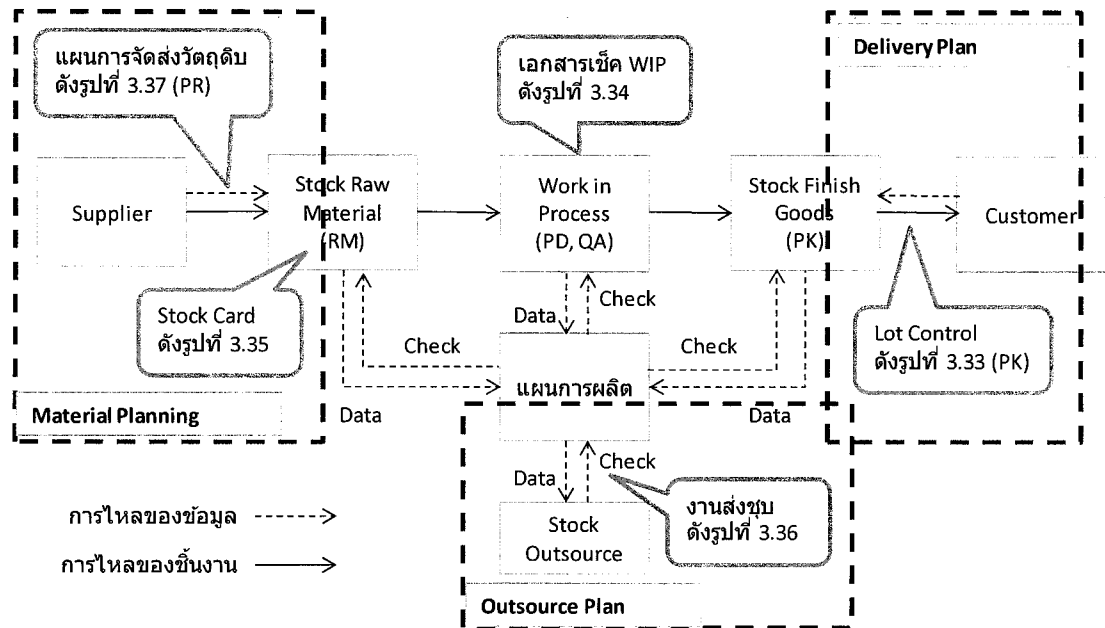 แผนการจัดส่งวัตถุดิบ
ดังรูปที่ 3.37 (PR)
เอกสารเช็ค WIP
ดังรูปที่ 3.34
Delivery Plan
Supplier
Stock Raw
Material
(RM)
Work in
Process
(PD, QA)
Stock Finish
Goods
(PK)
Customer
Stock Card
ดังรูปที่ 3.35
Data
Check
Lot Control
ดังรูปที่ 3.33 (PK)
Check
Check
แผนการผลิต
Material Planning
Data
Data
Data
Check
งานส่งชุบ
ดังรูปที่ 3.36
Stock
Outsource
การไหลของข้อมูล
การไหลของชิ้นงาน
Outsource Plan